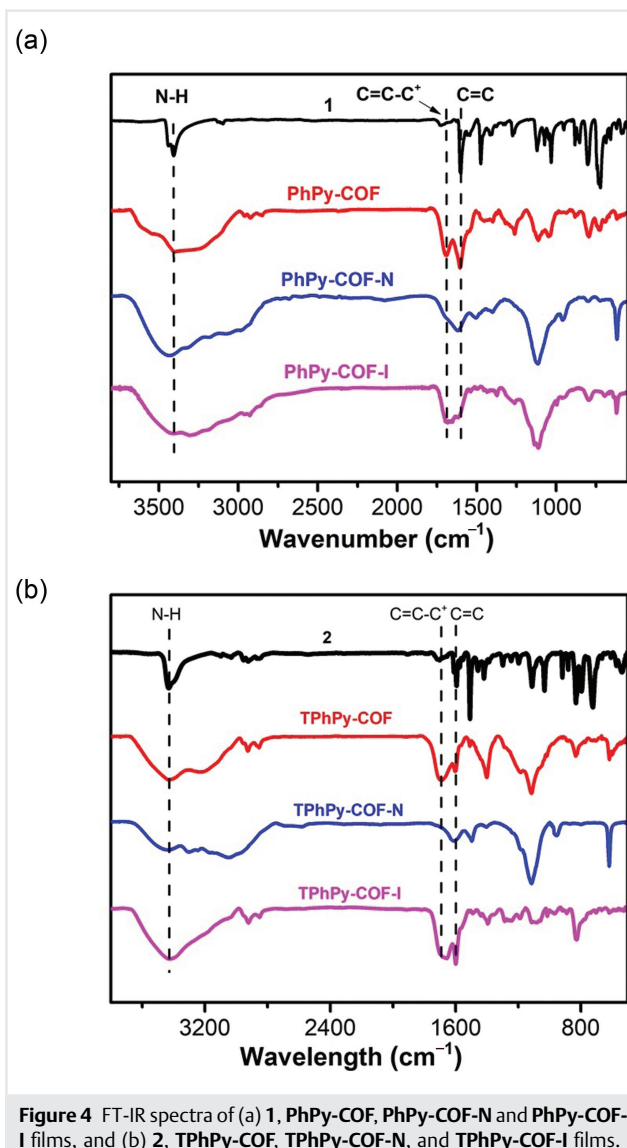 (a)
N-H
C=C-C⁺
C=C
1
PhPy-COF
PhPy-COF-N
PhPy-COF-I
3500 3000 2500 2000 1500 1000
Wavenumber (cm⁻¹)
(b)
N-H
C=C-C⁺ C=C
2
TPhPy-COF
TPhPy-COF-N
TPhPy-COF-I
3200 2400 1600 800
Wavelength (cm⁻¹)
Figure 4 FT-IR spectra of (a) 1, PhPy-COF, PhPy-COF-N and PhPy-COF-
I films, and (b) 2, TPhPy-COF, TPhPy-COF-N, and TPhPy-COF-I films.